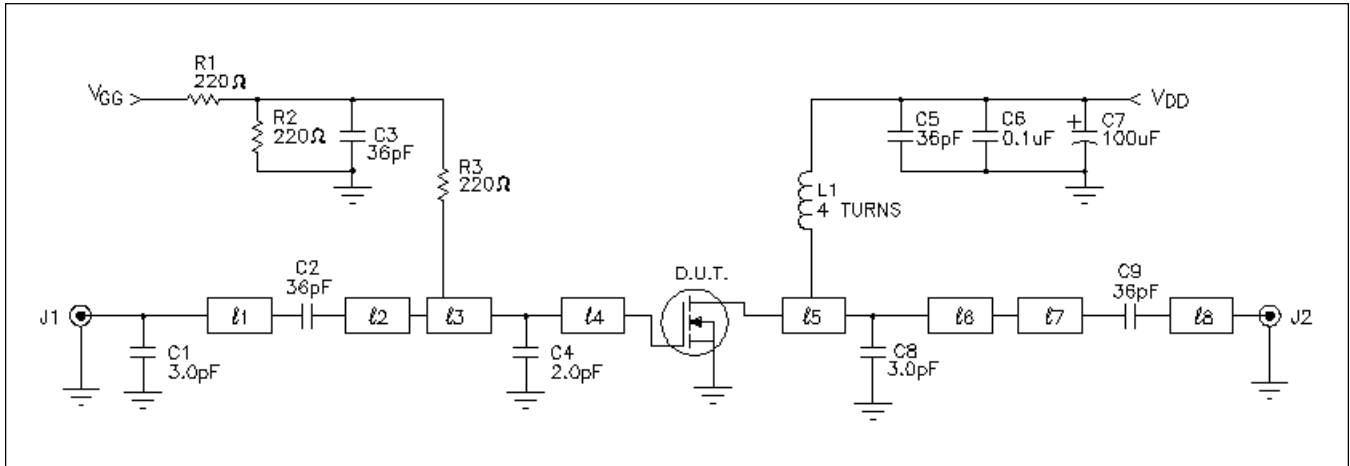 R1
220Ω
VGG
R2
220Ω
C3
36pF
R3
220Ω
VDD
C5
36pF
C6
0.1uF
+
C7
100uF
L1
4 TURNS
D.U.T.
J1
C1
3.0pF
ℓ1
C2
36pF
ℓ2
ℓ3
C4
2.0pF
ℓ4
ℓ5
C8
3.0pF
ℓ6
ℓ7
C9
36pF
ℓ8
J2